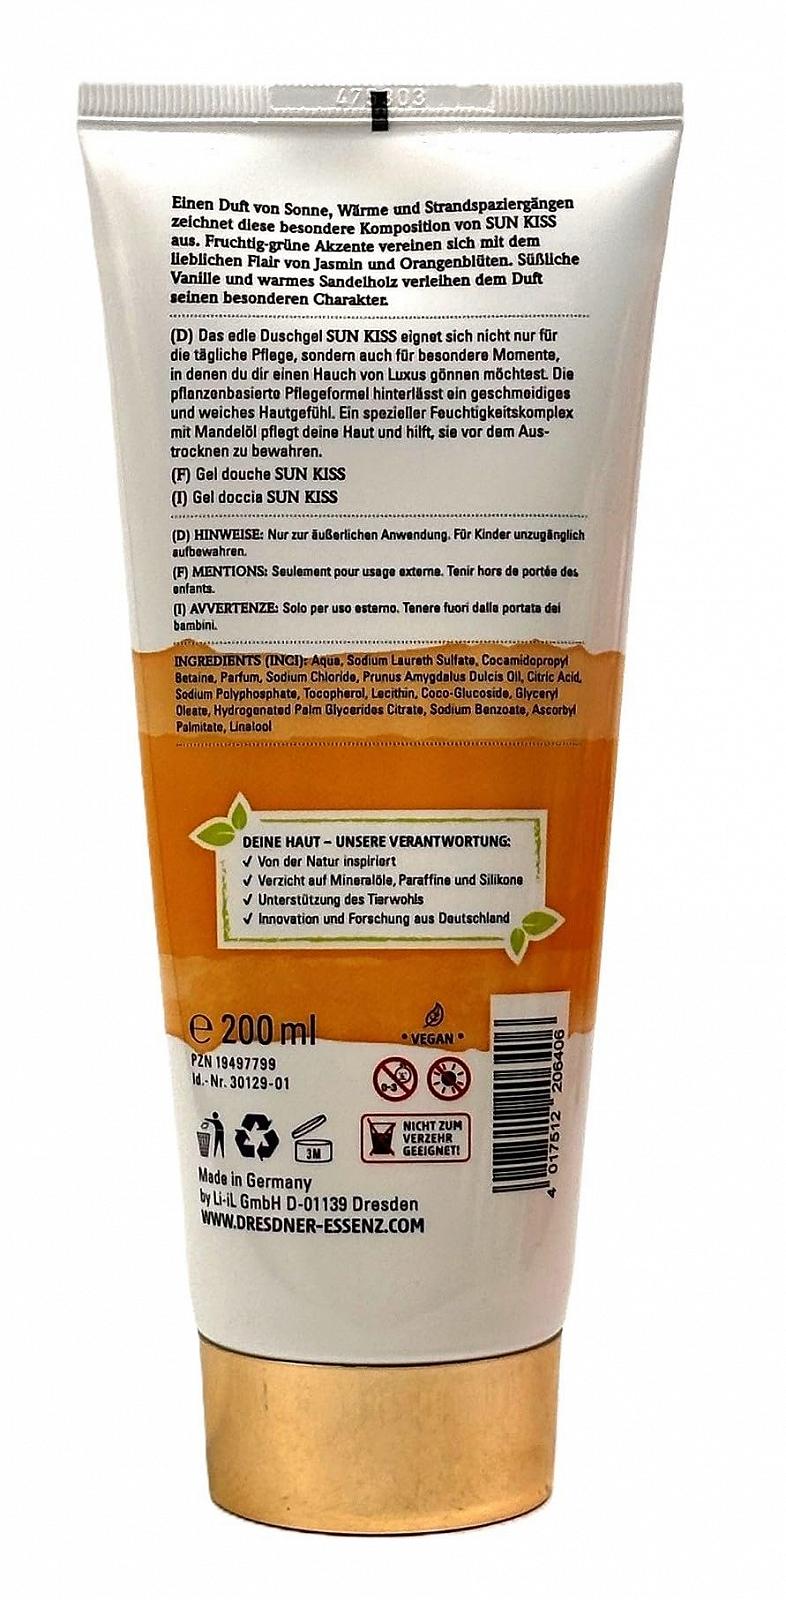 Einen Duft von Sonne, Wärme und Strandspaziergängen
zeichnet diese besondere Komposition von SUN KISS
aus. Fruchtig-grüne Akzente vereinen sich mit dem
lieblichen Flair von Jasmin und Orangenblüten. Süßliche
Vanille und warmes Sandelholz verleihen dem Duft
seinen besonderen Charakter.
(D) Das edle Duschgel SUN KISS eignet sich nicht nur für
die tägliche Pflege, sondern auch für besondere Momente,
in denen du dir einen Hauch von Luxus gönnen möchtest. Die
pflanzenbasierte Pflegeformel hinterlässt ein geschmeidiges
und weiches Hautgefühl. Ein spezieller Feuchtigkeitskomplex
mit Mandelöl pflegt deine Haut und hilft, sie vor dem Aus-
trocknen zu bewahren.
(F) Gel douche SUN KISS
(I) Gel doccia SUN KISS
(D) HINWEISE: Nur zur äußerlichen Anwendung. Für Kinder unzugänglich
aufbewahren.
(F) MENTIONS: Seulement pour usage externe. Tenir hors de portée des
enfants.
(I) AVVERTENZE: Solo per uso esterno. Tenere fuori dalla portata dei
bambini.
INGREDIENTS (INCI): Aqua, Sodium Laureth Sulfate, Cocamidopropyl
Betaine, Parfum, Sodium Chloride, Prunus Amygdalus Dulcis Oil, Citric Acid,
Sodium Polyphosphate, Tocopherol, Lecithin, Coco-Glucoside, Glyceryl
Oleate, Hydrogenated Palm Glycerides Citrate, Sodium Benzoate, Ascorbyl
Palmitate, Linalool
DEINE HAUT – UNSERE VERANTWORTUNG:
✓ Von der Natur inspiriert
✓ Verzicht auf Mineralöle, Paraffine und Silikone
✓ Unterstützung des Tierwohls
✓ Innovation und Forschung aus Deutschland
℮ 200 ml
• VEGAN •
PZN 19497799
Id.-Nr. 30129-01
0-3
3M
NICHT ZUM
VERZEHR
GEEIGNET!
4 017512 206406
Made in Germany
by Li-iL GmbH D-01139 Dresden
WWW.DRESDNER-ESSENZ.COM